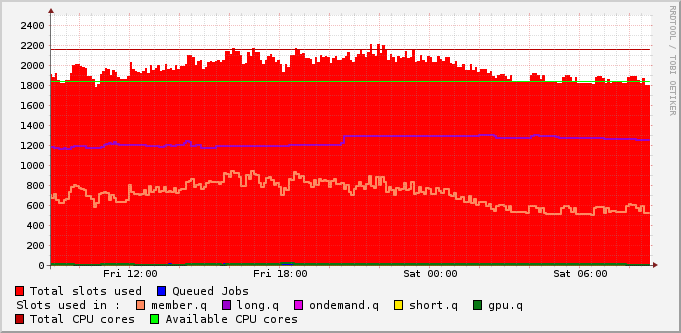 2400
2200
2000
1800
1600
1400
1200
1000
800
600
400
200
0
Fri 12:00 Fri 18:00 Sat 00:00 Sat 06:00
Total slots used Queued Jobs
Slots used in : member.q long.q ondemand.q short.q gpu.q
Total CPU cores Available CPU cores
RRDTOOL / TOBI OETIKER